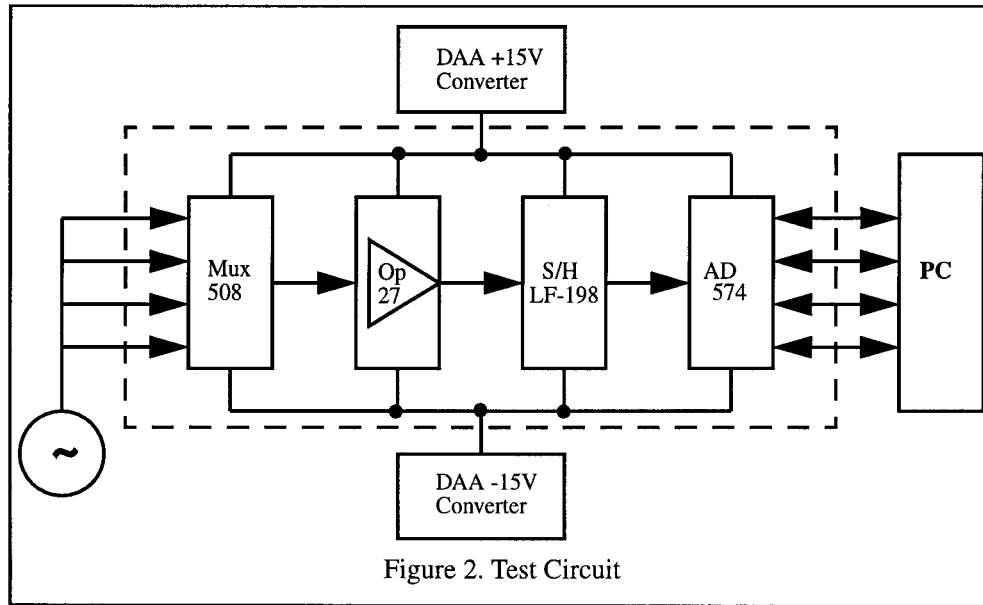 DAA +15V
Converter
Mux
508
Op
27
S/H
LF-198
AD
574
PC
~
DAA -15V
Converter
Figure 2. Test Circuit